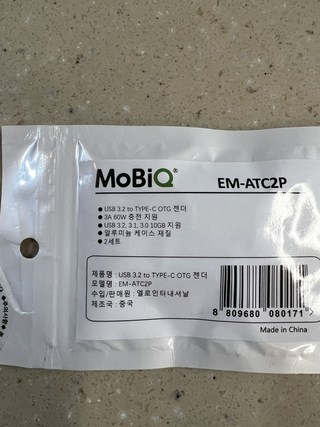 MoBiQ® EM-ATC2P
● USB 3.2 to TYPE-C OTG 젠더
● 3A 60W 충전 지원
● USB 3.2, 3.1, 3.0 10GB 지원
● 알루미늄 케이스 재질
● 2세트
제품명 : USB 3.2 to TYPE-C OTG 젠더
모델명 : EM-ATC2P
수입/판매원 : 엘로인터내셔날
제조국 : 중국
8 809680 080171
Made in China